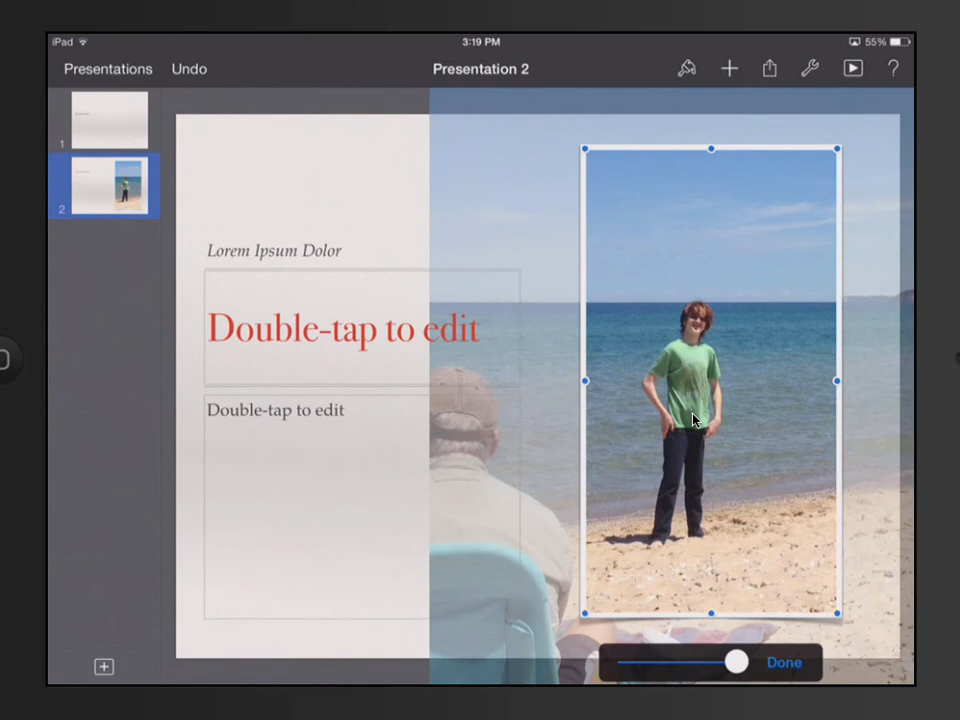 iPad
3:19 PM
55%
Presentations
Undo
Presentation 2
?
1
2
Lorem Ipsum Dolor
Double-tap to edit
Double-tap to edit
Done